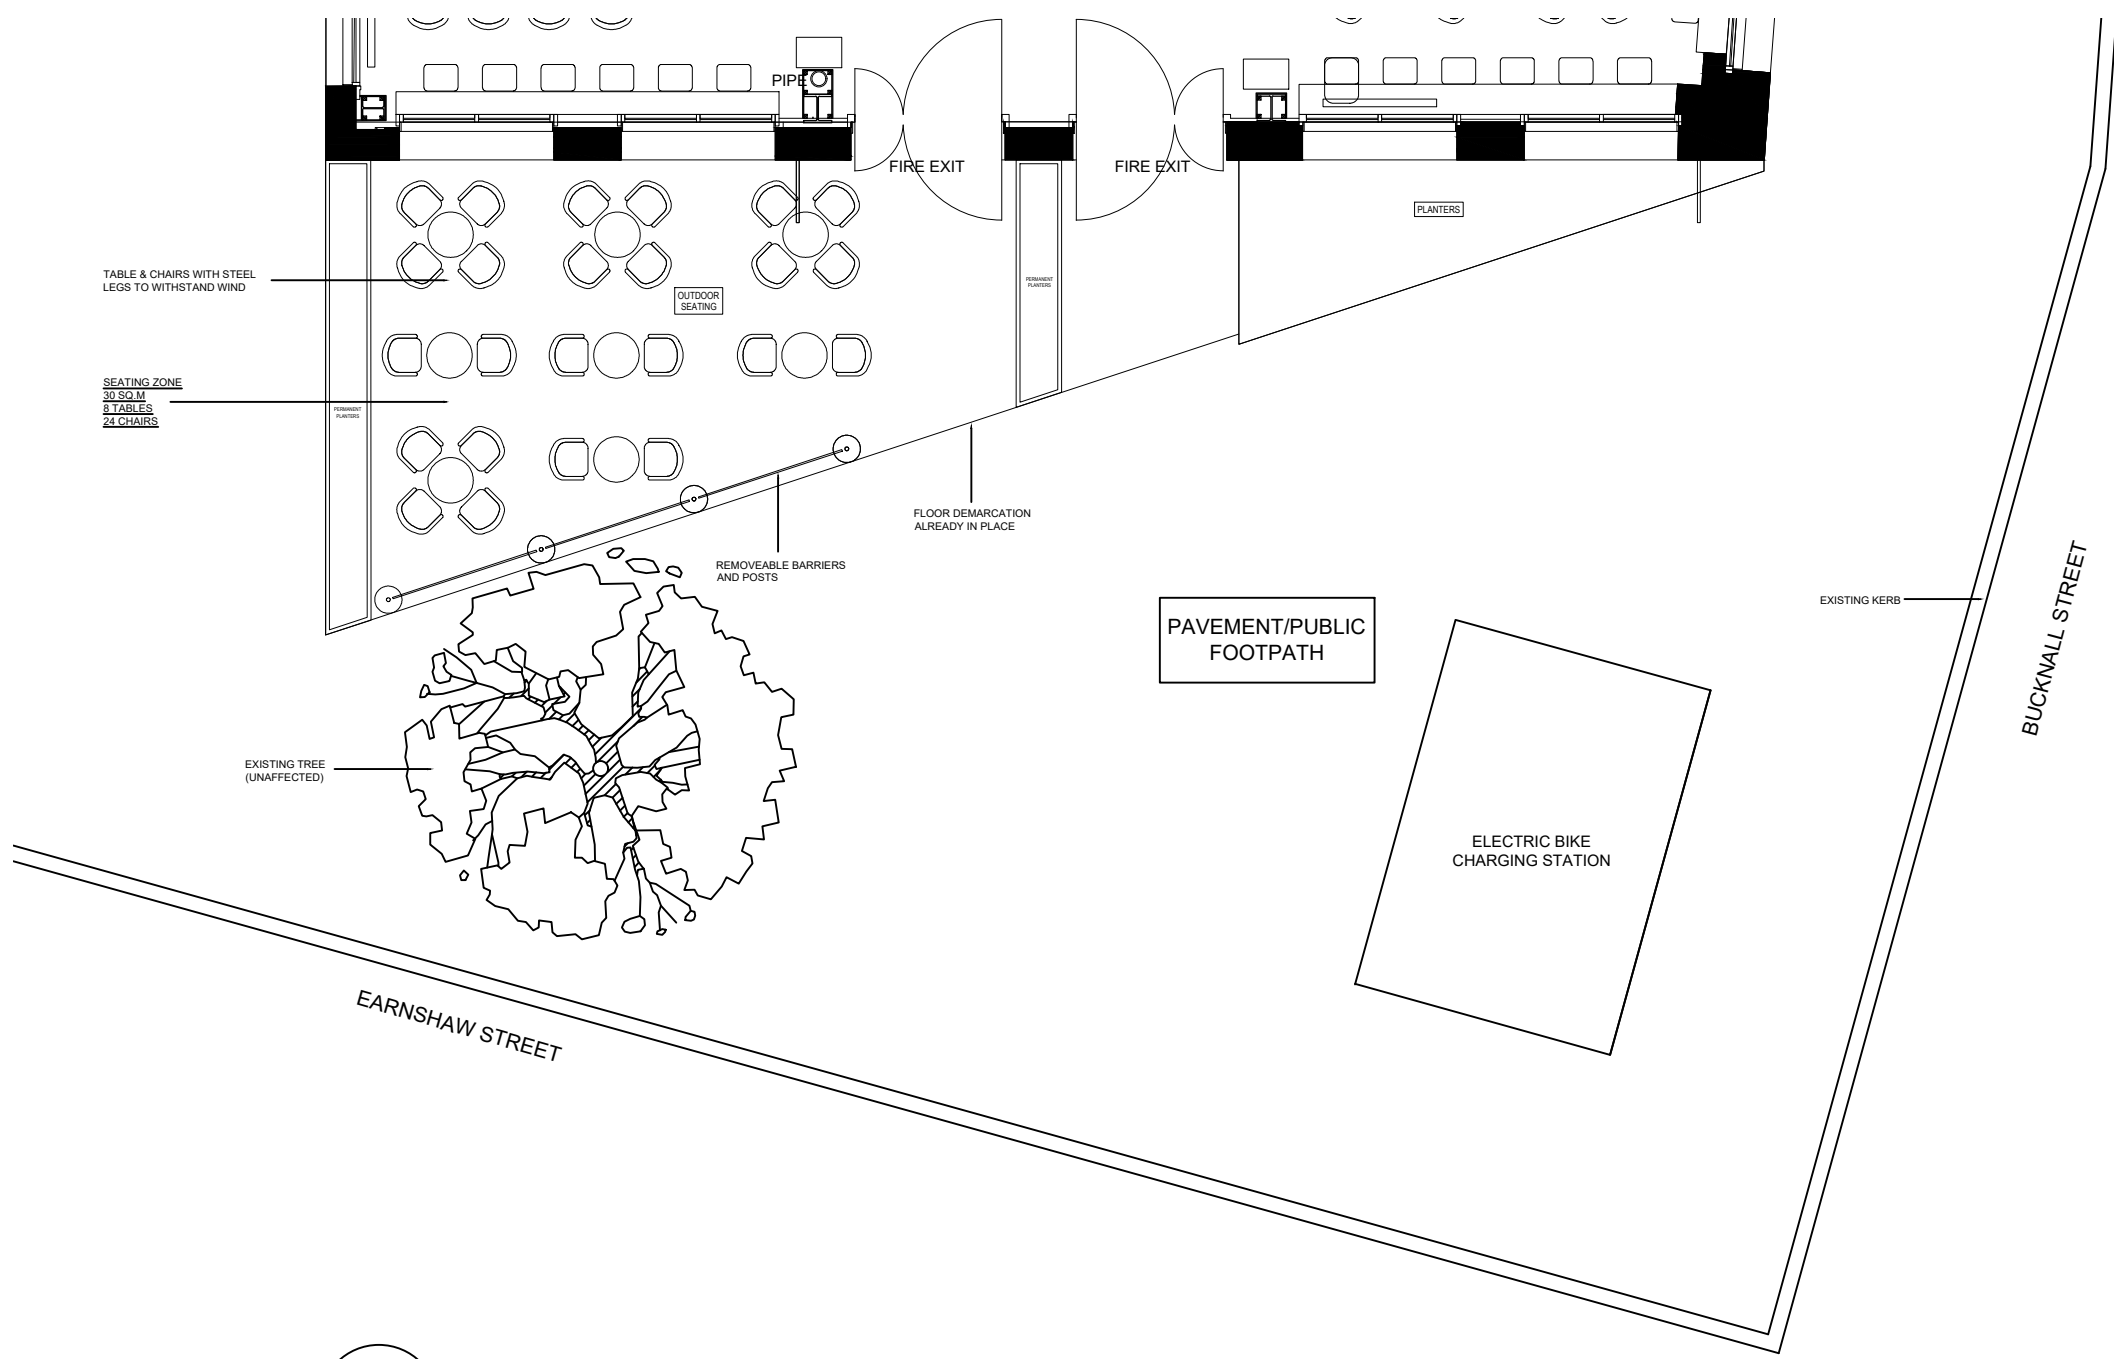 PIPE
FIRE EXIT
FIRE EXIT
PLANTERS
TABLE & CHAIRS WITH STEEL
LEGS TO WITHSTAND WIND
OUTDOOR
SEATING
PERMANENT
PLANTERS
SEATING ZONE
30 SQ.M
8 TABLES
24 CHAIRS
PERMANENT
PLANTERS
FLOOR DEMARCATION
ALREADY IN PLACE
REMOVEABLE BARRIERS
AND POSTS
PAVEMENT/PUBLIC
FOOTPATH
EXISTING KERB
BUCKNALL STREET
EXISTING TREE
(UNAFFECTED)
ELECTRIC BIKE
CHARGING STATION
EARNSHAW STREET